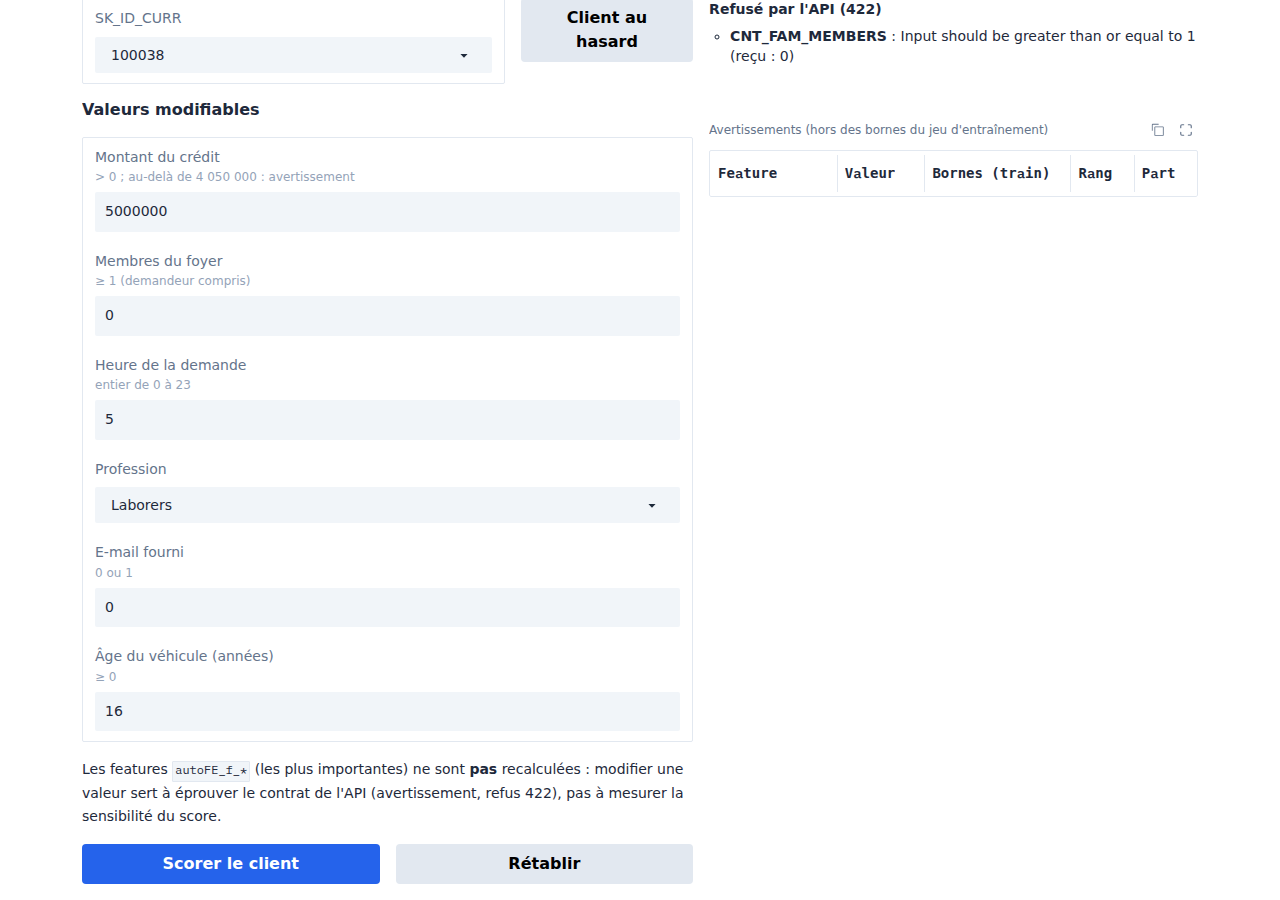 SK_ID_CURR
100038
Client au
hasard
Valeurs modifiables
Montant du crédit
> 0 ; au-delà de 4 050 000 : avertissement
5000000
Membres du foyer
≥ 1 (demandeur compris)
0
Heure de la demande
entier de 0 à 23
5
Profession
Laborers
E-mail fourni
0 ou 1
0
Âge du véhicule (années)
≥ 0
16
Les features autoFE_f_* (les plus importantes) ne sont pas recalculées : modifier une
valeur sert à éprouver le contrat de l'API (avertissement, refus 422), pas à mesurer la
sensibilité du score.
Scorer le client
Rétablir
Refusé par l'API (422)
CNT_FAM_MEMBERS : Input should be greater than or equal to 1
(reçu : 0)
Avertissements (hors des bornes du jeu d'entraînement)
Feature Valeur Bornes (train) Rang Part